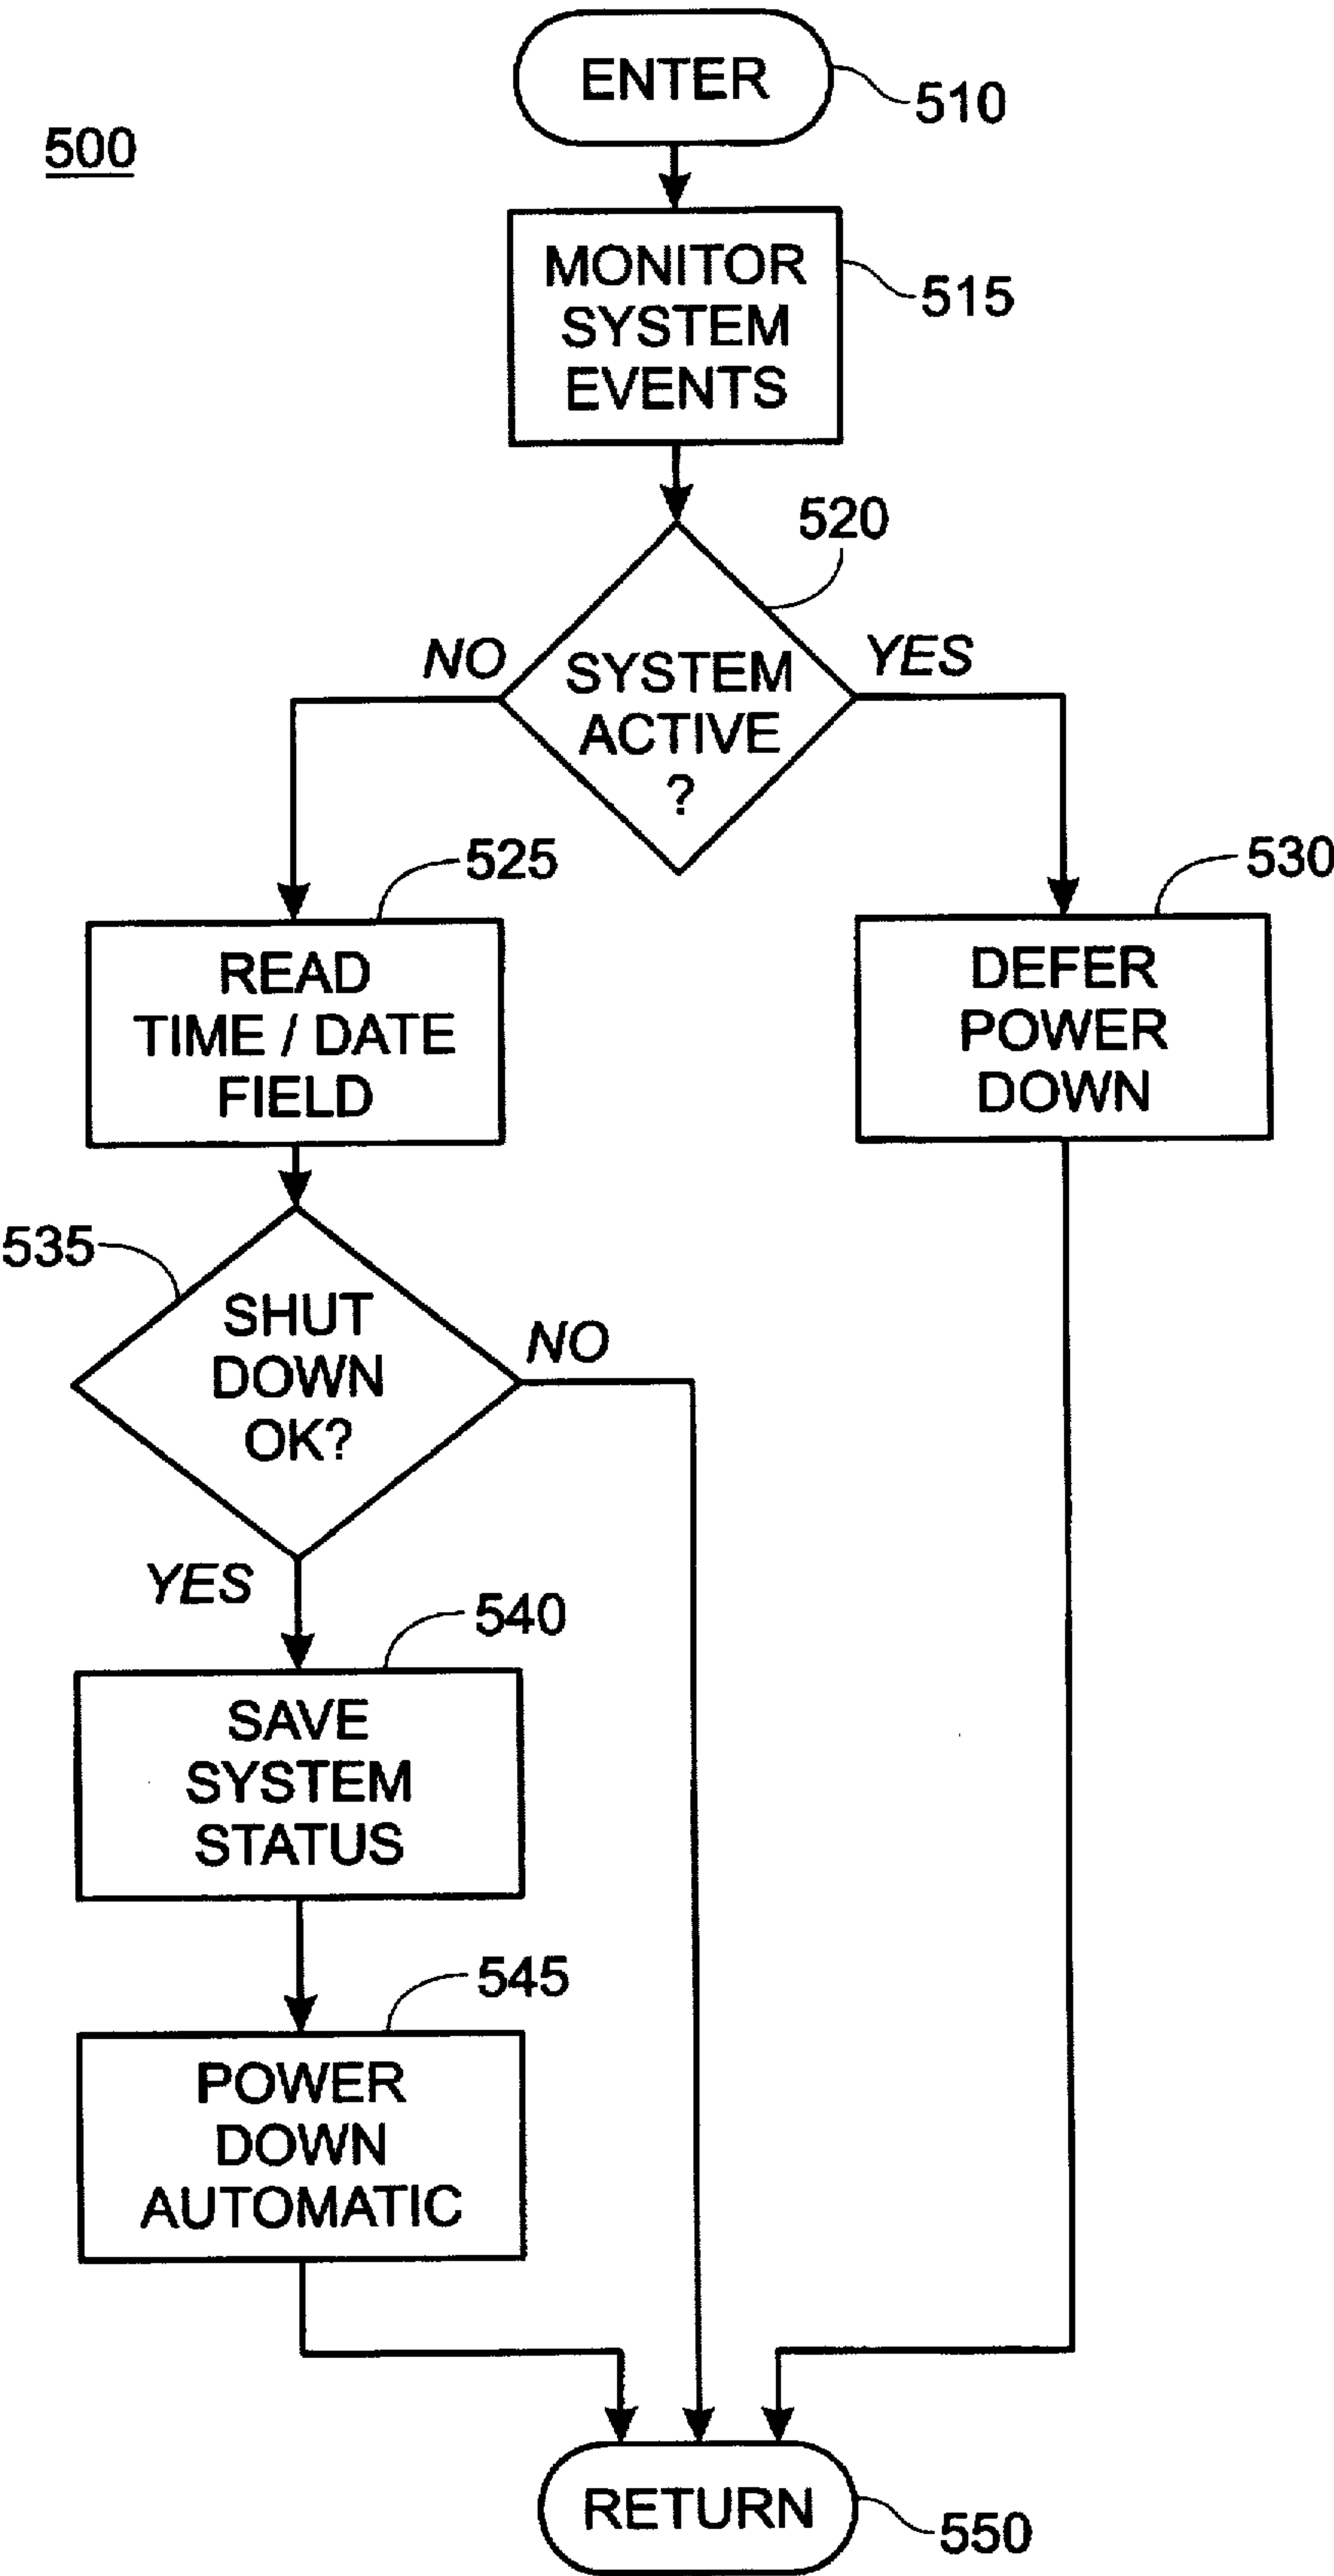 ENTER
510
500
MONITOR
SYSTEM
EVENTS
515
520
NO
YES
SYSTEM
ACTIVE
?
525
530
READ
TIME / DATE
FIELD
DEFER
POWER
DOWN
535
SHUT
DOWN
OK?
NO
YES
540
SAVE
SYSTEM
STATUS
545
POWER
DOWN
AUTOMATIC
RETURN
550